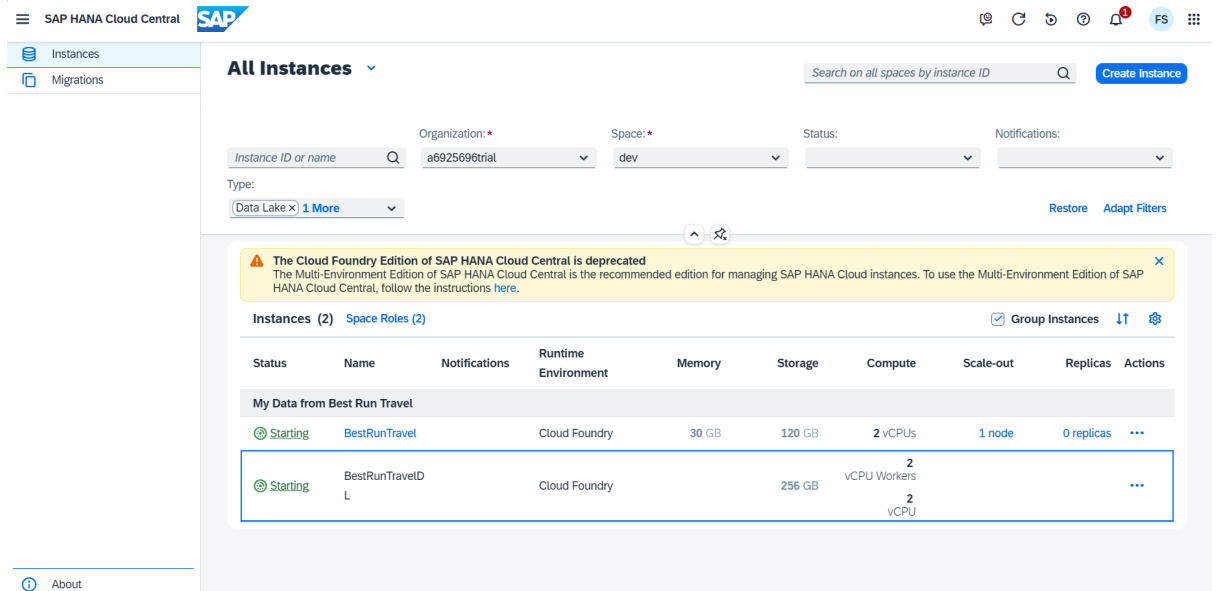 SAP HANA Cloud Central
SAP
1
FS
Instances
Migrations
All Instances
Search on all spaces by instance ID
Create Instance
Organization:*
Space:*
Status:
Notifications:
Instance ID or name
a6925696trial
dev
Type:
Data Lake × 1 More
Restore
Adapt Filters
The Cloud Foundry Edition of SAP HANA Cloud Central is deprecated
The Multi-Environment Edition of SAP HANA Cloud Central is the recommended edition for managing SAP HANA Cloud instances. To use the Multi-Environment Edition of SAP
HANA Cloud Central, follow the instructions here.
Instances (2) Space Roles (2)
Group Instances
Status Name Notifications Runtime Environment Memory Storage Compute Scale-out Replicas Actions
My Data from Best Run Travel
Starting BestRunTravel Cloud Foundry 30 GB 120 GB 2 vCPUs 1 node 0 replicas
Starting BestRunTravelD
L
Cloud Foundry 256 GB
2
vCPU Workers
2
vCPU
About